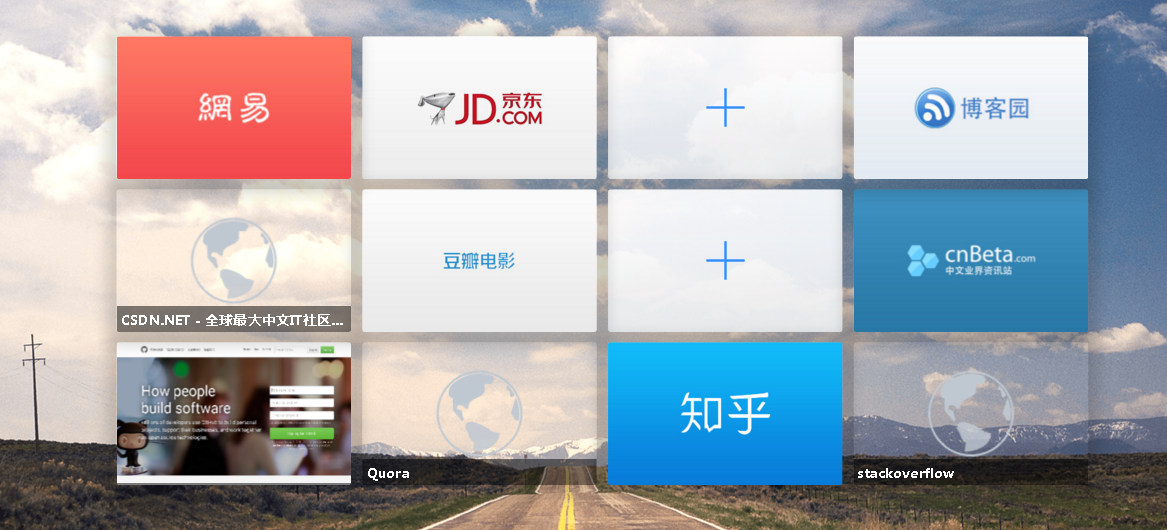 網易
JD.京东
.COM
博客园
CSDN.NET - 全球最大中文IT社区...
豆瓣电影
cnBeta.com
中文业界资讯站
How people
build software
Quora
知乎
stackoverflow